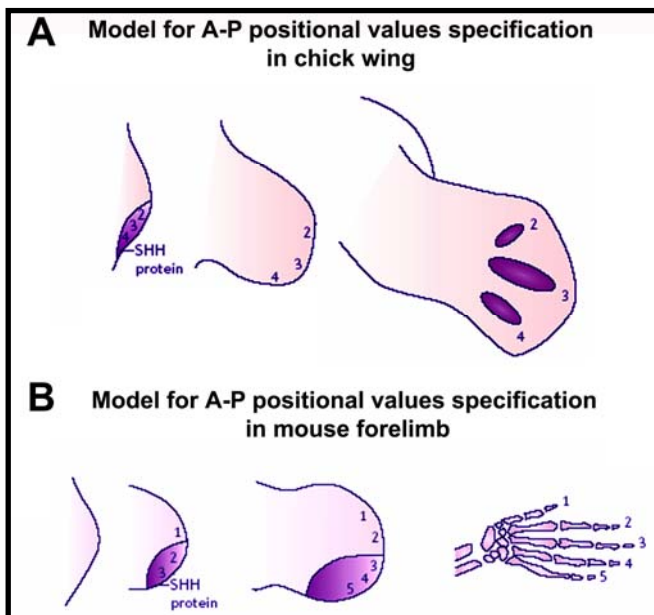 A Model for A-P positional values specification
in chick wing
2
3
4
SHH
protein
2
3
4
2
3
4
B Model for A-P positional values specification
in mouse forelimb
1
2
3
SHH
protein
1
2
3
4
5
1
2
3
4
5